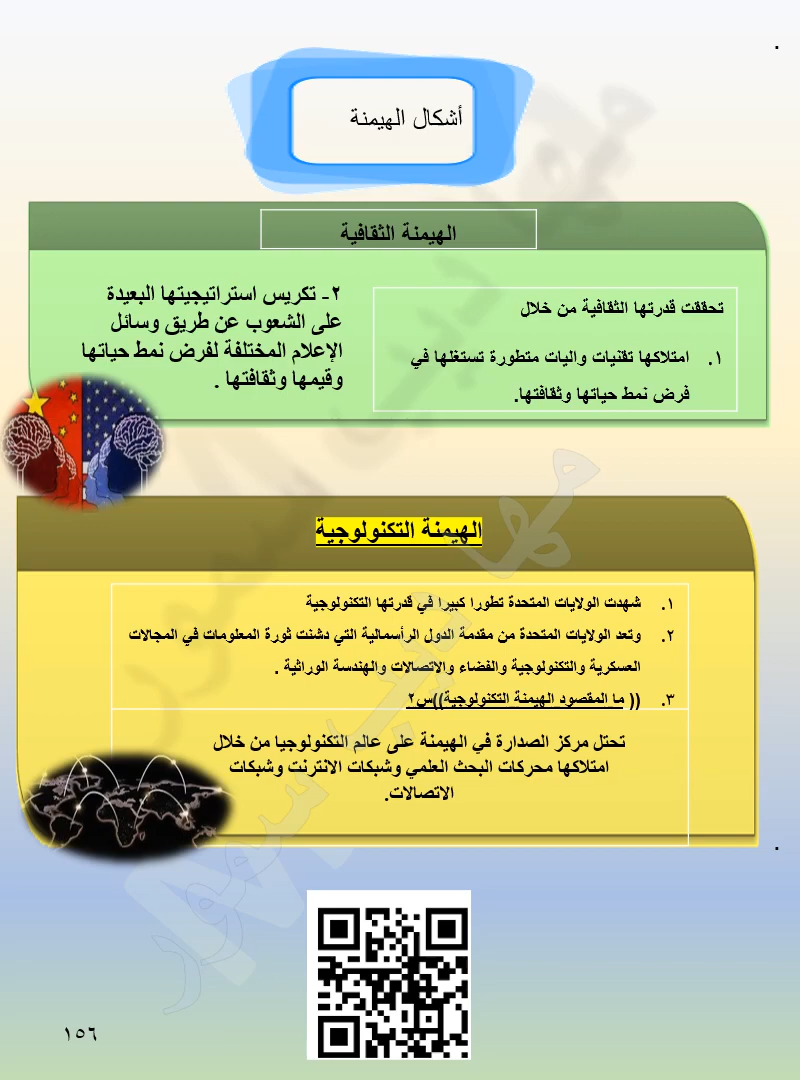 أشكال الهيمنة
الهيمنة الثقافية
تحققت قدرتها الثقافية من خلال
١. امتلاكها تقنيات واليات متطورة تستغلها في
فرض نمط حياتها وثقافتها.
٢- تكريس استراتيجيتها البعيدة
على الشعوب عن طريق وسائل
الإعلام المختلفة لفرض نمط حياتها
وقيمها وثقافتها .
الهيمنة التكنولوجية
١. شهدت الولايات المتحدة تطورا كبيرا في قدرتها التكنولوجية
٢. وتعد الولايات المتحدة من مقدمة الدول الرأسمالية التي دشنت ثورة المعلومات في المجالات
العسكرية والتكنولوجية والفضاء والاتصالات والهندسة الوراثية .
٣. (( ما المقصود الهيمنة التكنولوجية))س٢
تحتل مركز الصدارة في الهيمنة على عالم التكنولوجيا من خلال
امتلاكها محركات البحث العلمي وشبكات الانترنت وشبكات
الاتصالات.
١٥٦